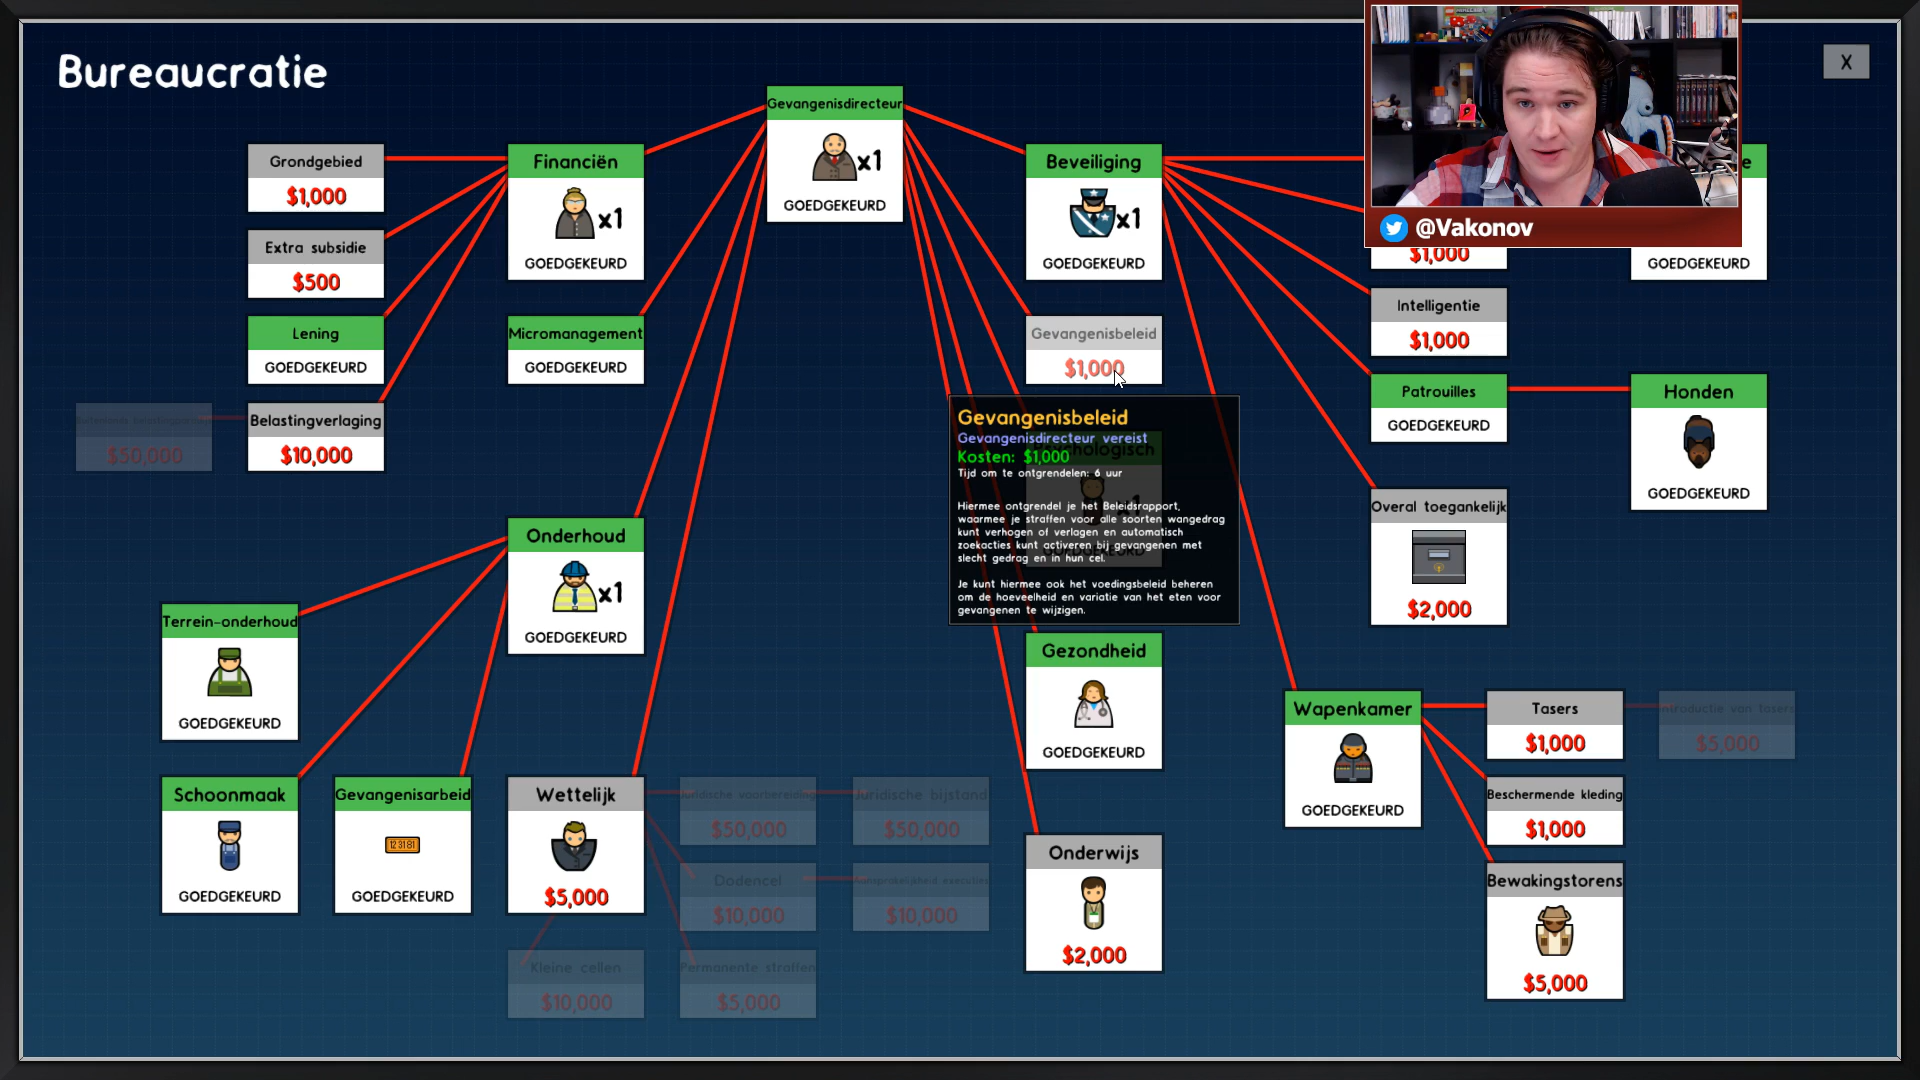 Bureaucratie
X
Gevangenisdirecteur
x1
GOEDGEKEURD
Grondgebied
$1,000
Financiën
x1
GOEDGEKEURD
Beveiliging
x1
GOEDGEKEURD
e
GOEDGEKEURD
@Vakonov
$1,000
Extra subsidie
$500
Lening
GOEDGEKEURD
Micromanagement
GOEDGEKEURD
Gevangenisbeleid
$1,000
Intelligentie
$1,000
Patrouilles
GOEDGEKEURD
Honden
GOEDGEKEURD
$50,000
Belastingverlaging
$10,000
Gevangenisbeleid
Gevangenisdirecteur vereist
Kosten: $1,000
Tijd om te ontgrendelen: 6 uur
Hiermee ontgrendel je het Beleidsrapport,
waarmee je straffen voor alle soorten wangedrag
kunt verhogen of verlagen en automatisch
zoekacties kunt activeren bij gevangenen met
slecht gedrag en in hun cel.
Je kunt hiermee ook het voedingsbeleid beheren
om de hoeveelheid en variatie van het eten voor
gevangenen te wijzigen.
Overal toegankelijk
$2,000
Onderhoud
x1
GOEDGEKEURD
Terrein-onderhoud
GOEDGEKEURD
Gezondheid
GOEDGEKEURD
Wapenkamer
GOEDGEKEURD
Tasers
$1,000
introductie van tasers
$5,000
Schoonmaak
GOEDGEKEURD
Gevangenisarbeid
GOEDGEKEURD
Wettelijk
$5,000
Juridische voorbereiding
$50,000
Juridische bijstand
$50,000
Beschermende kleding
$1,000
Dodencel
$10,000
$10,000
Onderwijs
$2,000
Bewakingstorens
$5,000
Kleine cellen
$10,000
Permanente straffen
$5,000